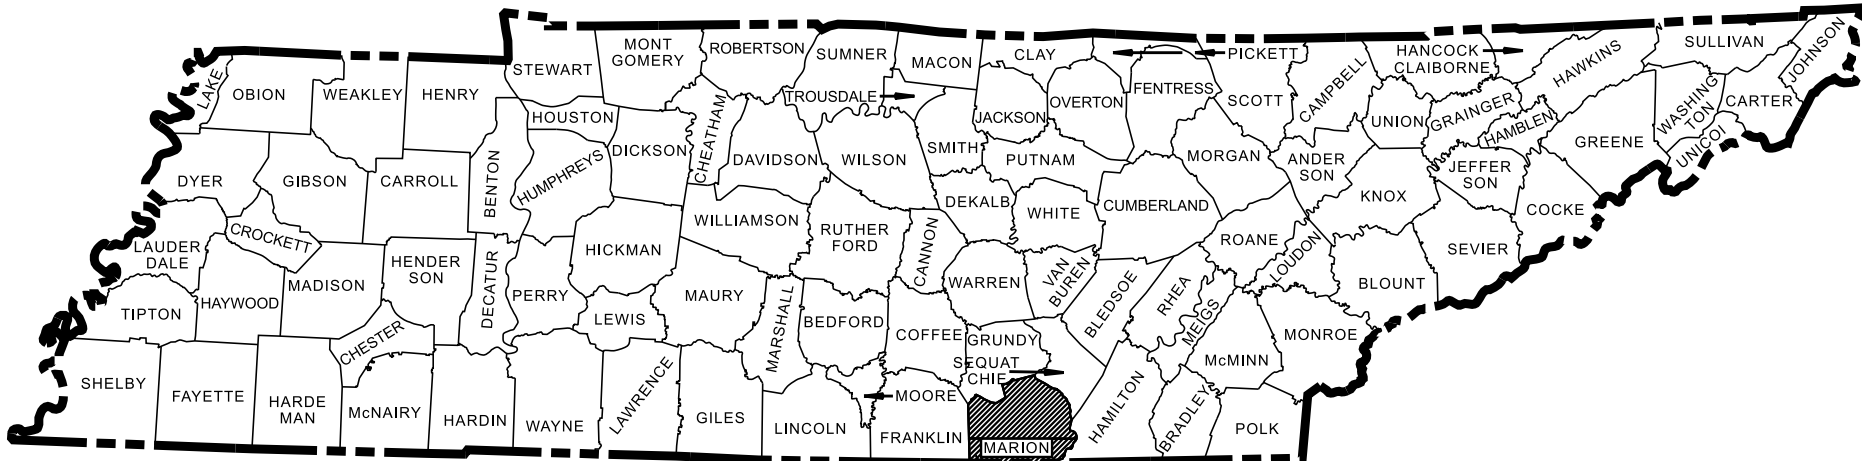 LAKE
OBION
WEAKLEY
HENRY
STEWART
MONT
GOMERY
ROBERTSON
SUMNER
MACON
CLAY
PICKETT
HANCOCK
CLAIBORNE
HAWKINS
SULLIVAN
JOHNSON
TROUSDALE
JACKSON
OVERTON
FENTRESS
SCOTT
CAMPBELL
UNION
GRAINGER
HAMBLEN
WASHING
TON
CARTER
UNICOI
GREENE
HOUSTON
DICKSON
CHEATHAM
DAVIDSON
WILSON
SMITH
PUTNAM
MORGAN
ANDER
SON
KNOX
JEFFER
SON
COCKE
DYER
GIBSON
CARROLL
BENTON
HUMPHREYS
WILLIAMSON
RUTHER
FORD
CANNON
DEKALB
WHITE
CUMBERLAND
ROANE
LOUDON
BLOUNT
SEVIER
LAUDER
DALE
CROCKETT
HAYWOOD
MADISON
HENDER
SON
DECATUR
PERRY
HICKMAN
LEWIS
MAURY
MARSHALL
BEDFORD
COFFEE
WARREN
VAN
BUREN
BLEDSOE
RHEA
MEIGS
McMINN
MONROE
TIPTON
SHELBY
FAYETTE
HARDE
MAN
CHESTER
McNAIRY
HARDIN
WAYNE
LAWRENCE
GILES
LINCOLN
MOORE
FRANKLIN
GRUNDY
SEQUAT
CHIE
MARION
HAMILTON
BRADLEY
POLK